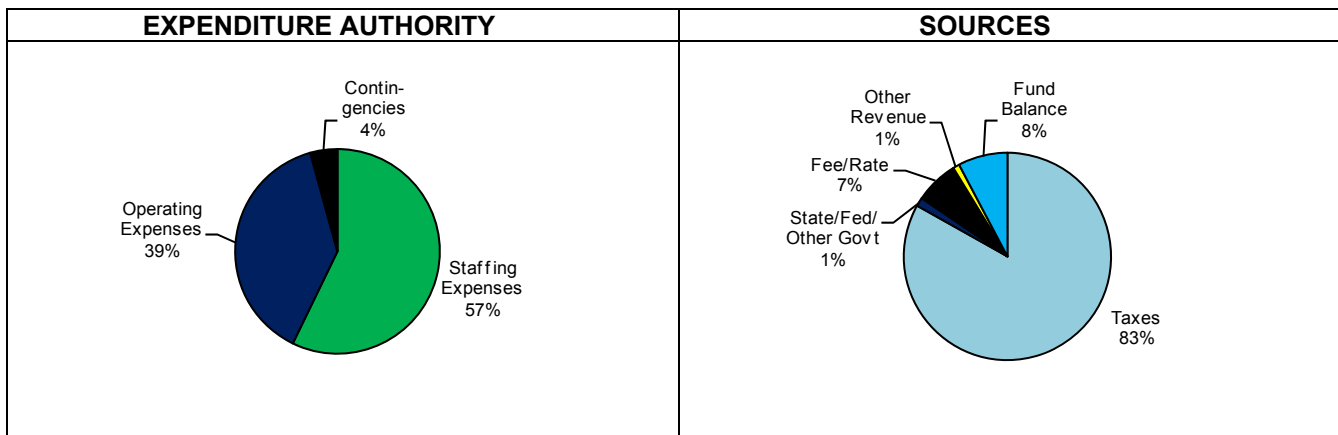 EXPENDITURE AUTHORITY
Contin-
gencies
4%
Operating
Expenses
39%
Staffing
Expenses
57%
SOURCES
Other
Revenue
1%
Fund
Balance
8%
Fee/Rate
7%
State/Fed/
Other Govt
1%
Taxes
83%